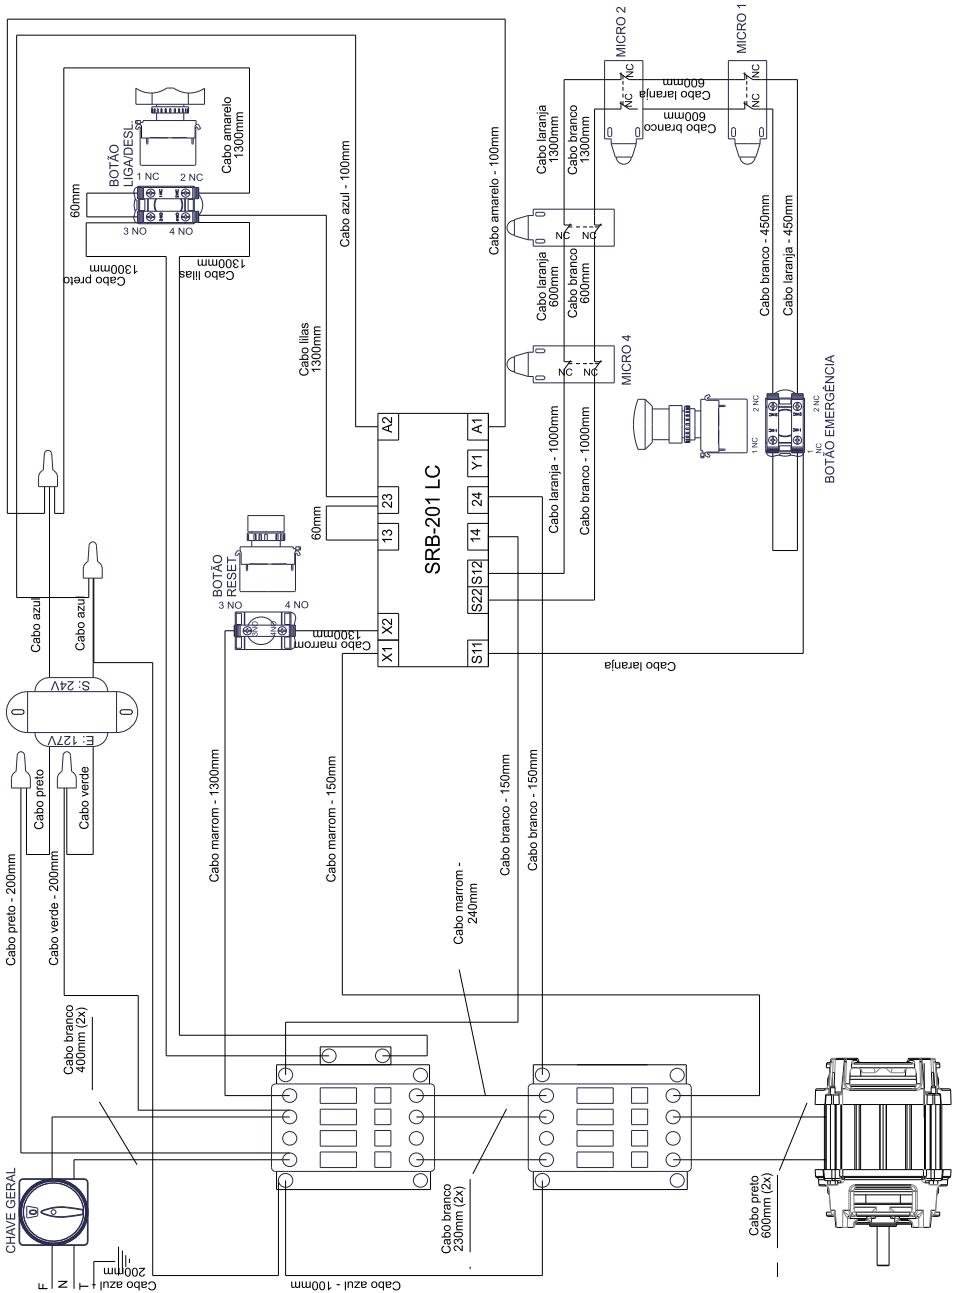 MICRO 2
MICRO 1
NC
NC
NC
NC
Cabo laranja
600mm
Cabo branco
600mm
BOTÃO
LIGA/DESL.
Cabo amarelo
1300mm
1 NC
2 NC
3 NO
4 NO
60mm
Cabo preto
1300mm
Cabo lilas
1300mm
Cabo azul - 100mm
Cabo amarelo - 100mm
Cabo laranja
1300mm
Cabo branco
1300mm
NC
NC
Cabo laranja
600mm
Cabo branco
600mm
Cabo branco - 450mm
Cabo laranja - 450mm
Cabo lilas
1300mm
NC
NC
MICRO 4
BOTÃO EMERGÊNCIA
2 NC
2 NC
1 NC
1
NC
Cabo laranja - 1000mm
Cabo branco - 1000mm
SRB-201 LC
A2
A1
Y1
23
24
13
14
S12
S22
X2
X1
S11
60mm
BOTÃO
RESET
3 NO
4 NO
3NO
4NO
Cabo marrom
1300mm
Cabo laranja
Cabo azul
Cabo azul
S: 24V
E: 127V
Cabo preto
Cabo verde
Cabo preto - 200mm
Cabo verde - 200mm
Cabo marrom - 1300mm
Cabo marrom - 150mm
Cabo branco - 150mm
Cabo branco - 150mm
Cabo marrom -
240mm
Cabo branco
400mm (2x)
CHAVE GERAL
F
N
T
Cabo azul
200mm
Cabo azul - 100mm
Cabo branco
230mm (2x)
Cabo preto
600mm (2x)